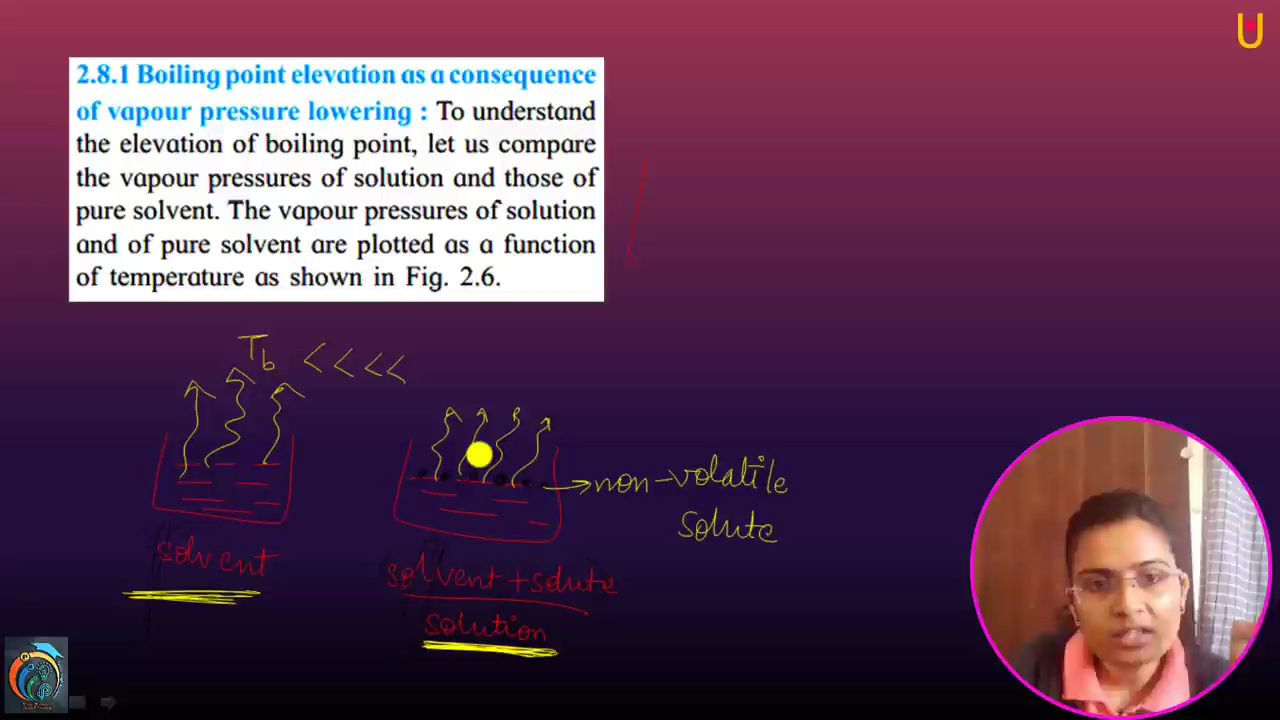 U
2.8.1 Boiling point elevation as a consequence
of vapour pressure lowering : To understand
the elevation of boiling point, let us compare
the vapour pressures of solution and those of
pure solvent. The vapour pressures of solution
and of pure solvent are plotted as a function
of temperature as shown in Fig. 2.6.
Tb < < < <
non-volatile
solute
solvent
solvent + solute
solution